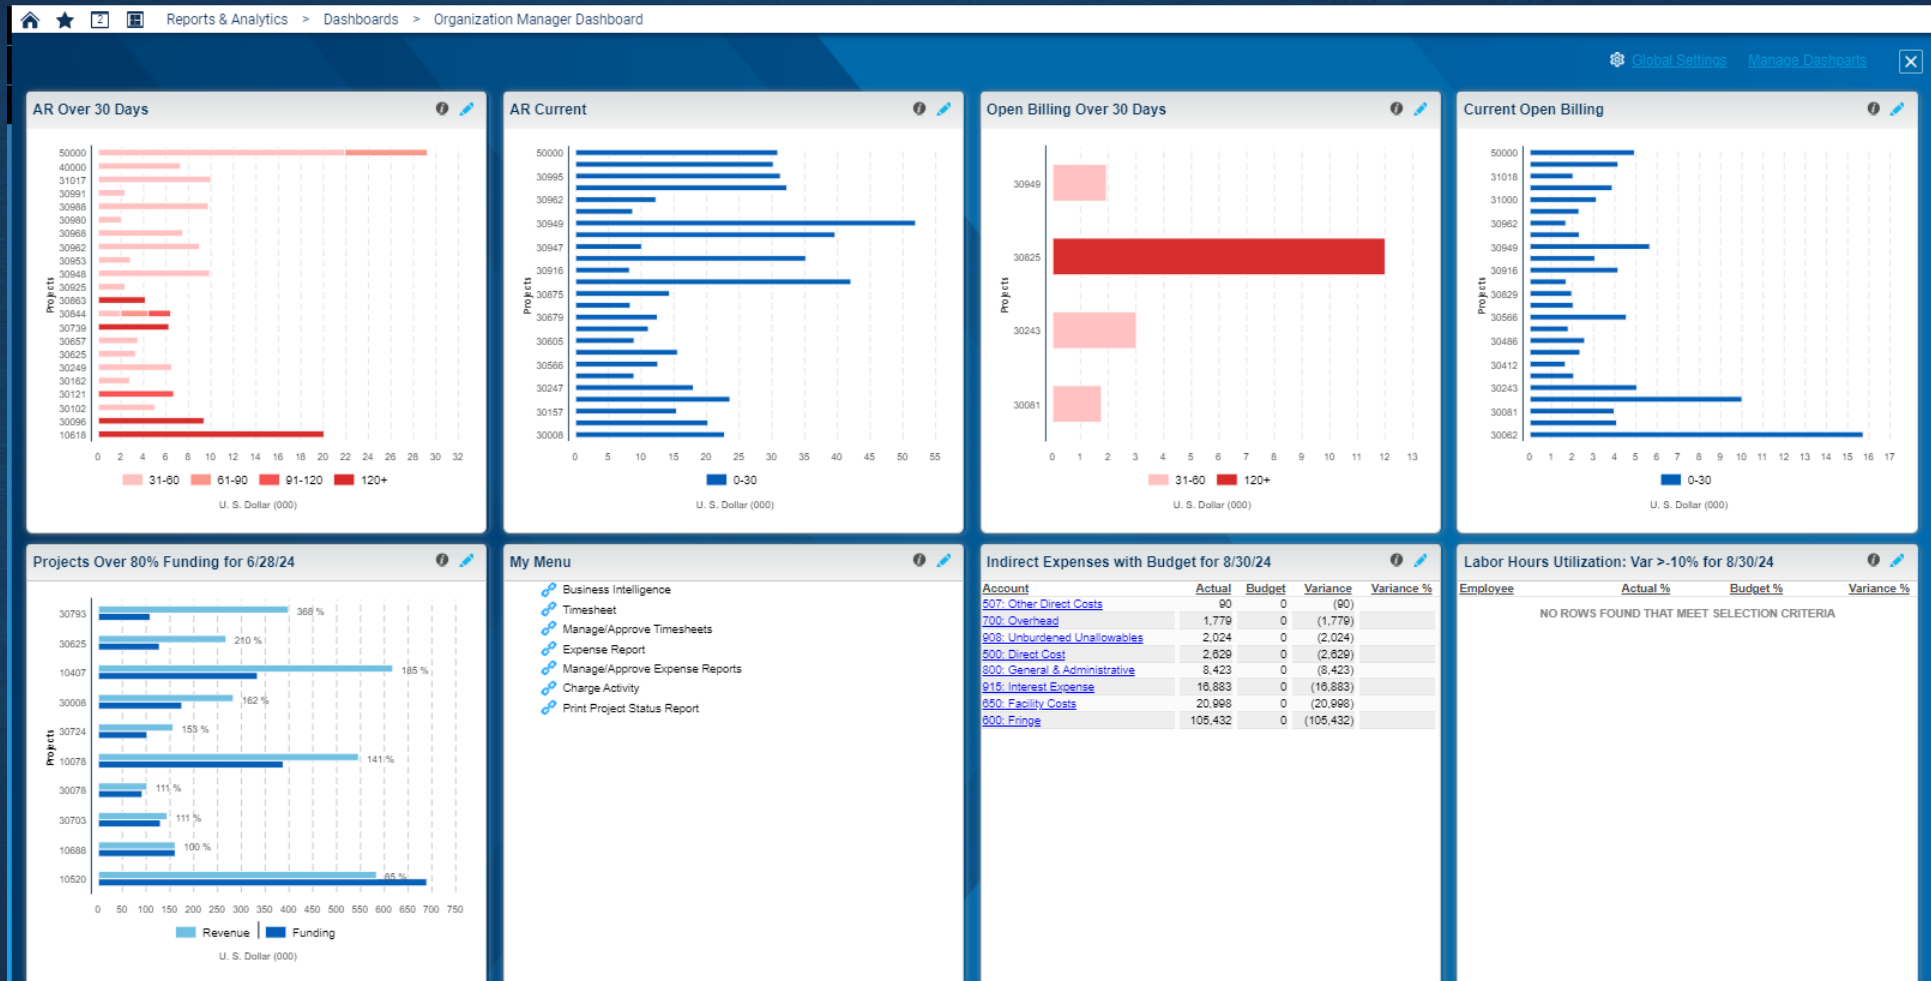 2 Reports & Analytics > Dashboards > Organization Manager Dashboard
Global Settings Manage Dashparts
AR Over 30 Days
Projects
50000
40000
31017
30991
30988
30980
30968
30962
30953
30948
30925
30863
30844
30739
30657
30625
30249
30162
30121
30102
30096
10618
0 2 4 6 8 10 12 14 16 18 20 22 24 26 28 30 32
31-60 61-90 91-120 120+
U. S. Dollar (000)
AR Current
Projects
50000
30995
30962
30949
30947
30916
30875
30679
30605
30566
30247
30157
30008
0 5 10 15 20 25 30 35 40 45 50 55
0-30
U. S. Dollar (000)
Open Billing Over 30 Days
Projects
30949
30825
30243
30081
0 1 2 3 4 5 6 7 8 9 10 11 12 13
31-60 120+
U. S. Dollar (000)
Current Open Billing
Projects
50000
31018
31000
30962
30949
30916
30829
30566
30486
30412
30243
30081
30062
0 1 2 3 4 5 6 7 8 9 10 11 12 13 14 15 16 17
0-30
U. S. Dollar (000)
Projects Over 80% Funding for 6/28/24
Projects
30793 368 %
30625 210 %
10407 185 %
30008 162 %
30724 153 %
10078 141 %
30078 111 %
30703 111 %
10688 100 %
10520 85 %
0 50 100 150 200 250 300 350 400 450 500 550 600 650 700 750
Revenue Funding
U. S. Dollar (000)
My Menu
Business Intelligence
Timesheet
Manage/Approve Timesheets
Expense Report
Manage/Approve Expense Reports
Charge Activity
Print Project Status Report
Indirect Expenses with Budget for 8/30/24
Account Actual Budget Variance Variance %
507: Other Direct Costs 90 0 (90)
700: Overhead 1,779 0 (1,779)
908: Unburdened Unallowables 2,024 0 (2,024)
500: Direct Cost 2,629 0 (2,629)
800: General & Administrative 8,423 0 (8,423)
915: Interest Expense 16,883 0 (16,883)
650: Facility Costs 20,998 0 (20,998)
600: Fringe 105,432 0 (105,432)
Labor Hours Utilization: Var >-10% for 8/30/24
Employee Actual % Budget % Variance %
NO ROWS FOUND THAT MEET SELECTION CRITERIA